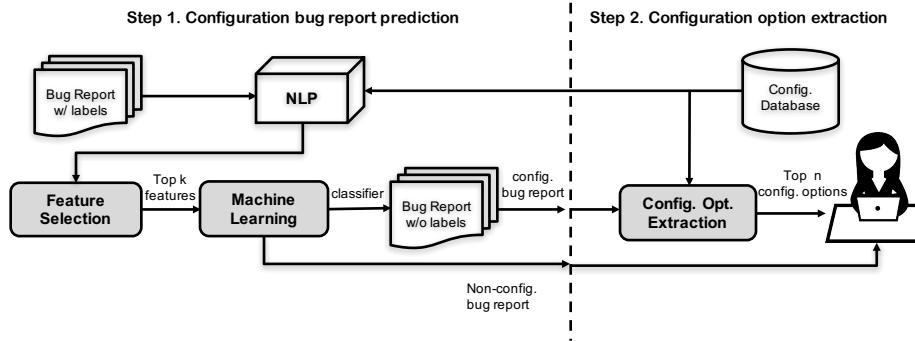 Step 1. Configuration bug report prediction
Step 2. Configuration option extraction
Bug Report
w/ labels
NLP
Config.
Database
Feature
Selection
Top k
features
Machine
Learning
classifier
Bug Report
w/o labels
config.
bug report
Config. Opt.
Extraction
Top n
config. options
Non-config.
bug report